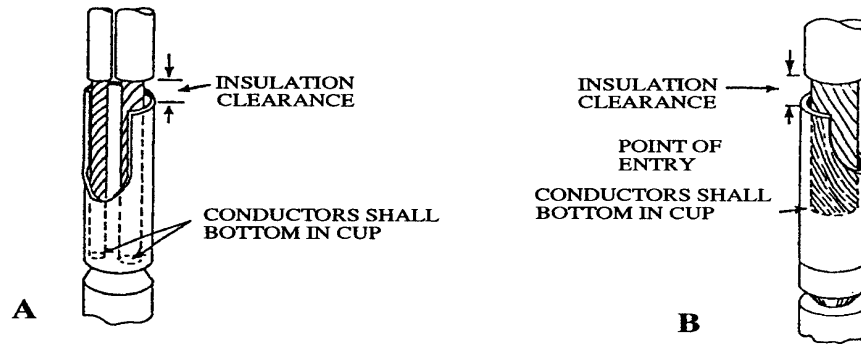 INSULATION
CLEARANCE
CONDUCTORS SHALL
BOTTOM IN CUP
A
INSULATION
CLEARANCE
POINT OF
ENTRY
CONDUCTORS SHALL
BOTTOM IN CUP
B